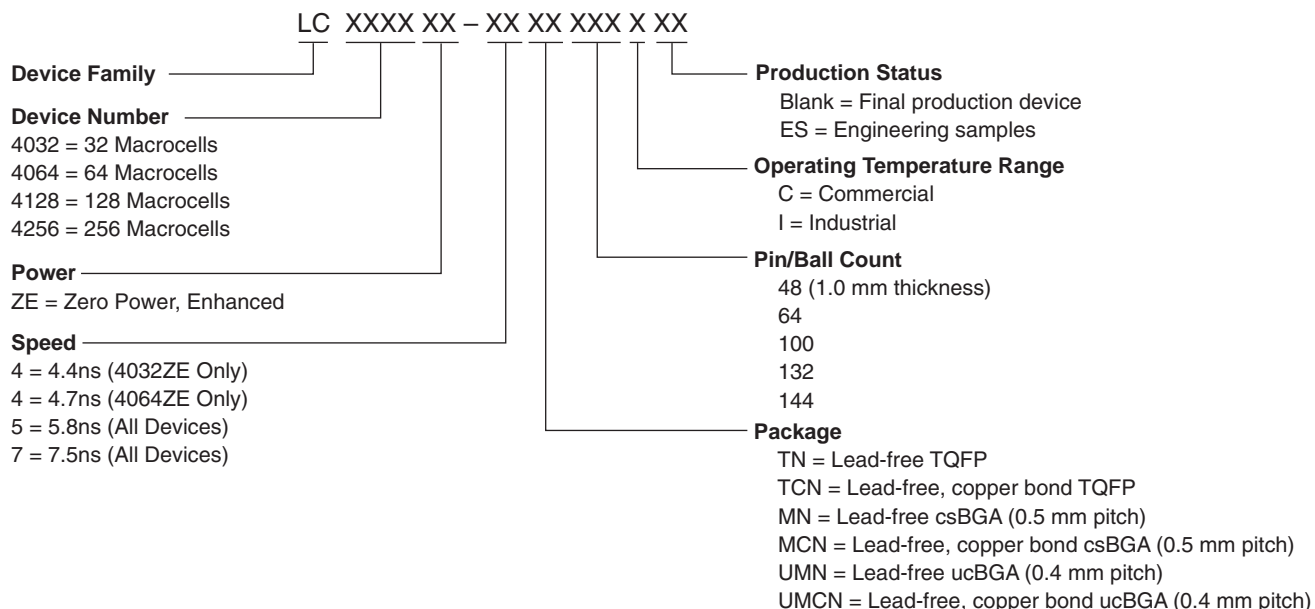 LC XXXX XX – XX XX XXX X XX
Device Family
Device Number
4032 = 32 Macrocells
4064 = 64 Macrocells
4128 = 128 Macrocells
4256 = 256 Macrocells
Power
ZE = Zero Power, Enhanced
Speed
4 = 4.4ns (4032ZE Only)
4 = 4.7ns (4064ZE Only)
5 = 5.8ns (All Devices)
7 = 7.5ns (All Devices)
Production Status
Blank = Final production device
ES = Engineering samples
Operating Temperature Range
C = Commercial
I = Industrial
Pin/Ball Count
48 (1.0 mm thickness)
64
100
132
144
Package
TN = Lead-free TQFP
TCN = Lead-free, copper bond TQFP
MN = Lead-free csBGA (0.5 mm pitch)
MCN = Lead-free, copper bond csBGA (0.5 mm pitch)
UMN = Lead-free ucBGA (0.4 mm pitch)
UMCN = Lead-free, copper bond ucBGA (0.4 mm pitch)